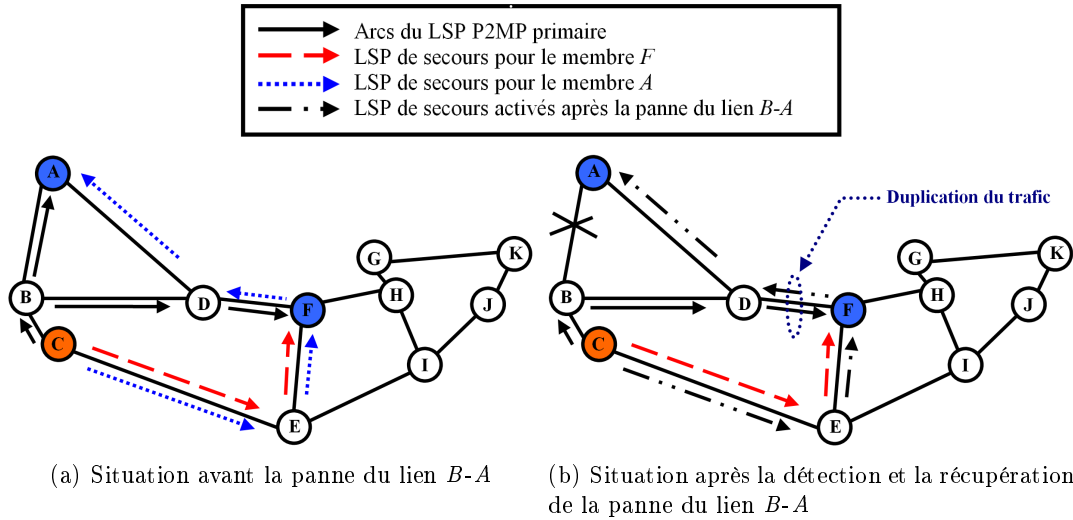 Arcs du LSP P2MP primaire
LSP de secours pour le membre F
LSP de secours pour le membre A
LSP de secours activés après la panne du lien B-A
A
B
C
D
E
F
G
H
I
J
K
(a) Situation avant la panne du lien B-A
Duplication du trafic
A
B
C
D
E
F
G
H
I
J
K
(b) Situation après la détection et la récupération
de la panne du lien B-A